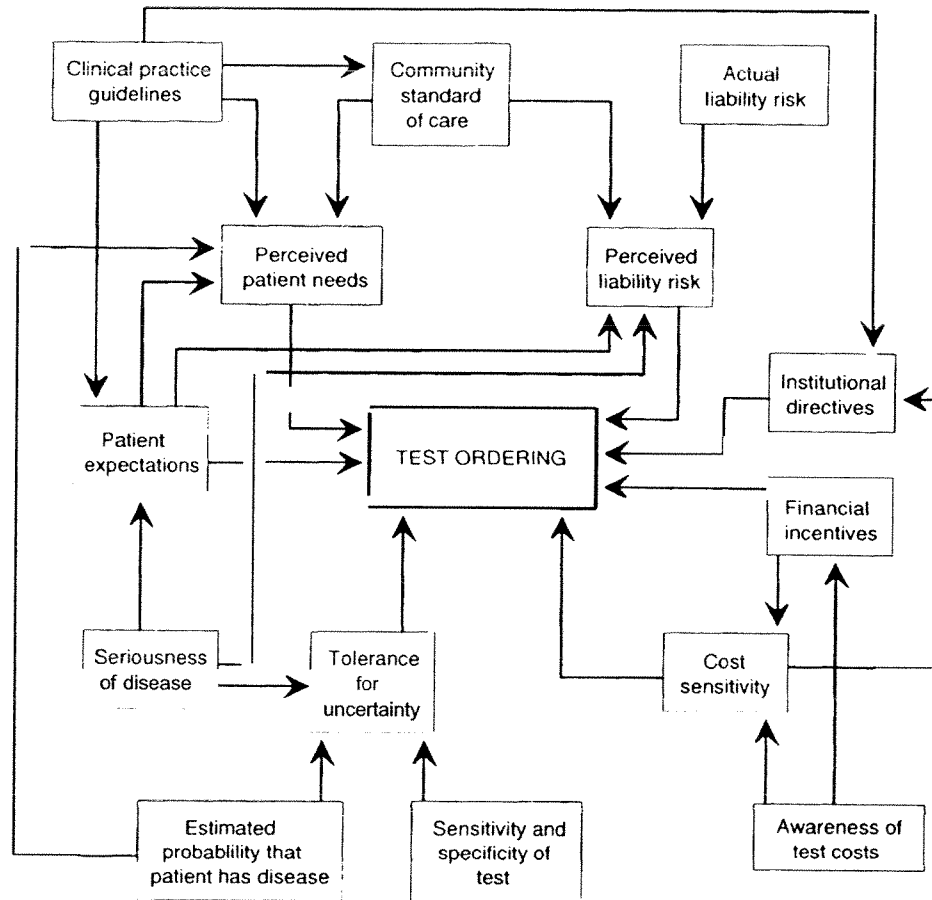 Clinical practice
guidelines
Community
standard
of care
Actual
liability risk
Perceived
patient needs
Perceived
liability risk
Institutional
directives
Patient
expectations
TEST ORDERING
Financial
incentives
Seriousness
of disease
Tolerance
for
uncertainty
Cost
sensitivity
Estimated
probablility that
patient has disease
Sensitivity and
specificity of
test
Awareness of
test costs